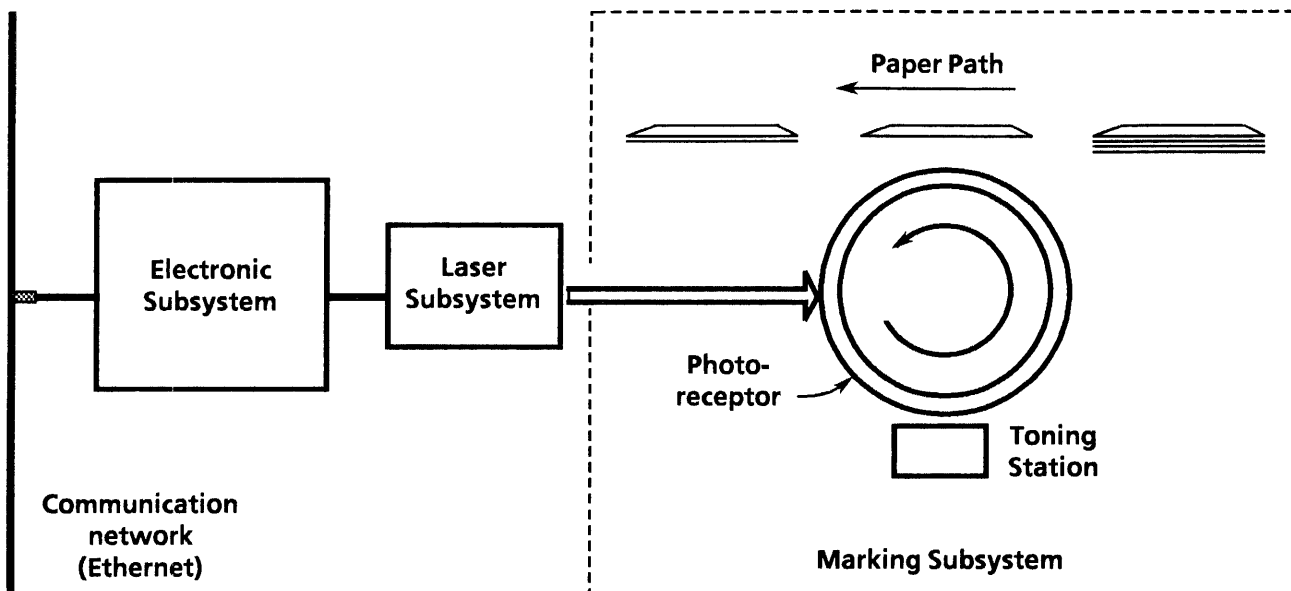 Paper Path
Electronic
Subsystem
Laser
Subsystem
Photo-
receptor
Toning
Station
Communication
network
(Ethernet)
Marking Subsystem